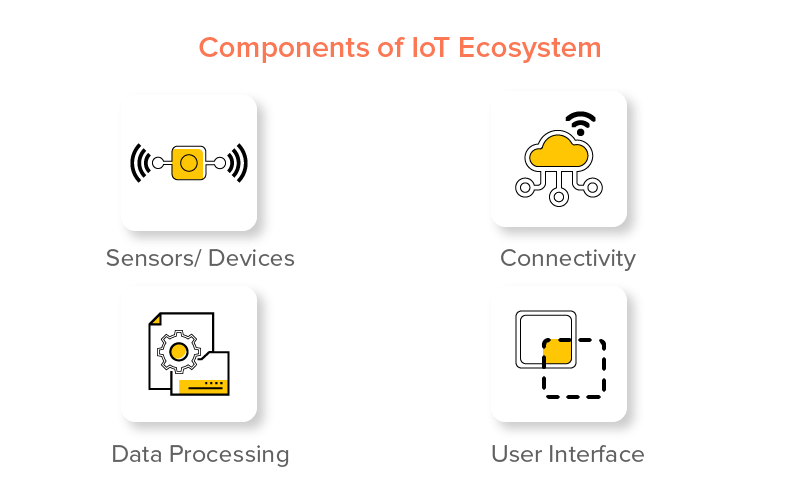 Components of IoT Ecosystem
Sensors/ Devices
Connectivity
Data Processing
User Interface